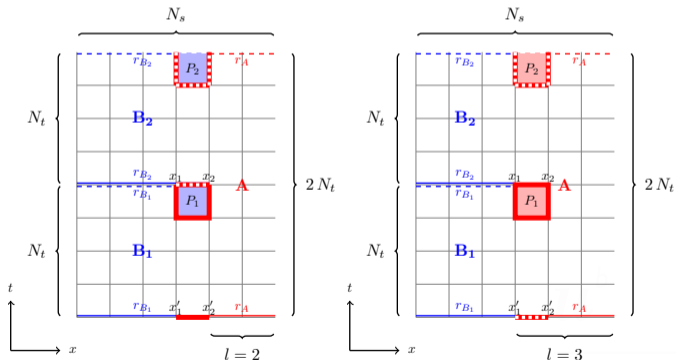 N_s
r_{B_2} P_2 r_A
N_t B_2
r_{B_2} x_1 x_2
r_{B_1} A 2 N_t
P_1
N_t B_1
t r_{B_1} x'_1 x'_2 r_A
x l = 2
N_s
r_{B_2} P_2 r_A
N_t B_2
r_{B_2} x_1 x_2
r_{B_1} A 2 N_t
P_1
N_t B_1
t r_{B_1} x'_1 x'_2 r_A
x l = 3